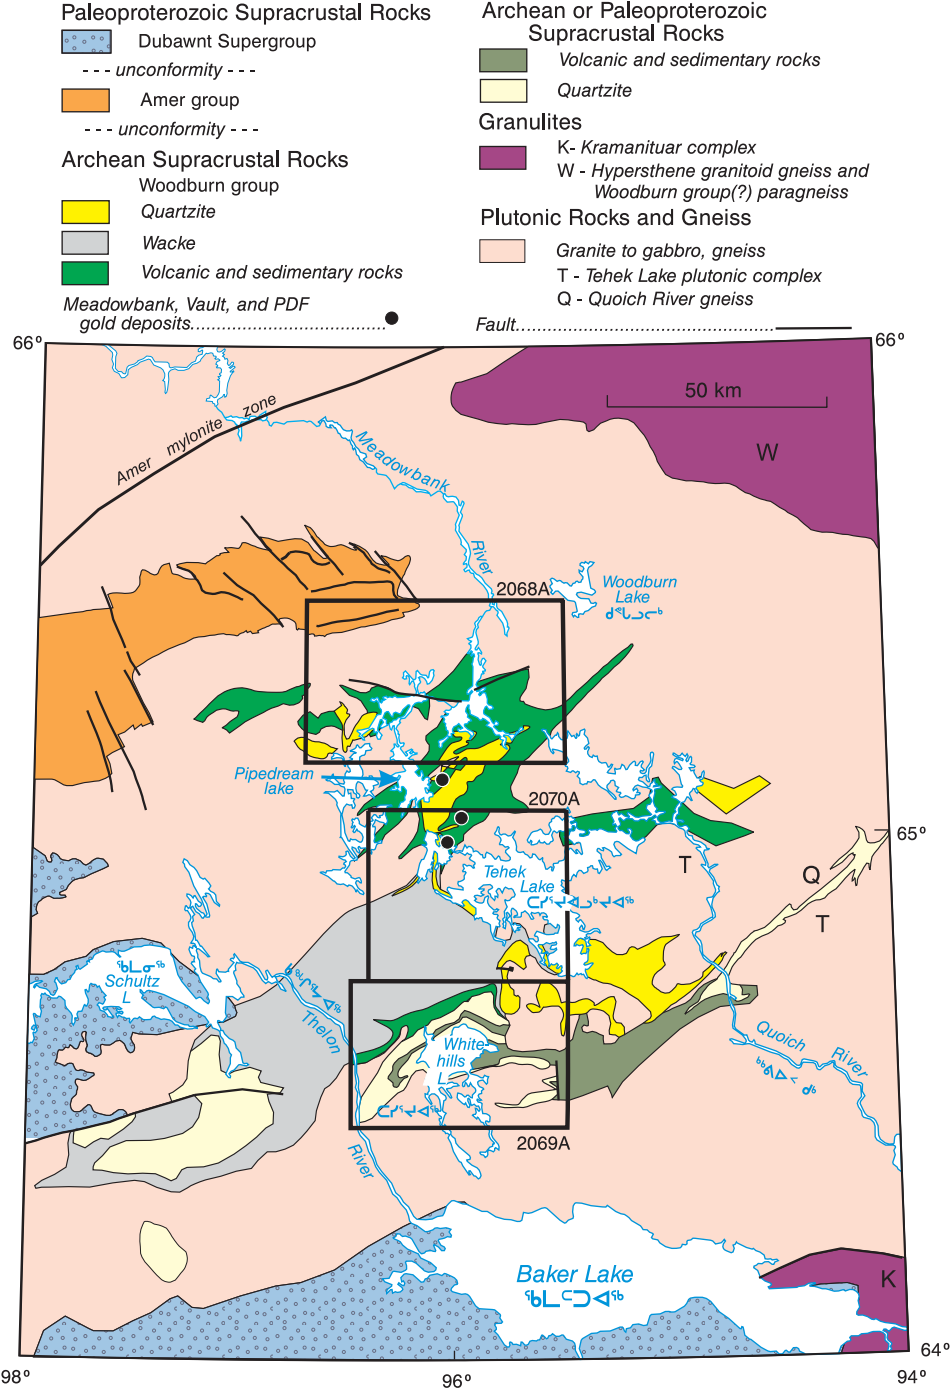 Paleoproterozoic Supracrustal Rocks
Dubawnt Supergroup
--- unconformity ---
Amer group
--- unconformity ---
Archean Supracrustal Rocks
Woodburn group
Quartzite
Wacke
Volcanic and sedimentary rocks
Meadowbank, Vault, and PDF
gold deposits
Archean or Paleoproterozoic
Supracrustal Rocks
Volcanic and sedimentary rocks
Quartzite
Granulites
K- Kramanituar complex
W - Hypersthene granitoid gneiss and
Woodburn group(?) paragneiss
Plutonic Rocks and Gneiss
Granite to gabbro, gneiss
T - Tehek Lake plutonic complex
Q - Quoich River gneiss
Fault
66°
66°
50 km
Amer mylonite zone
W
Meadowbank
River
2068A
Woodburn
Lake
Pipedream
lake
2070A
65°
T
Q
T
Tehek
Lake
Schultz
L
Thelon
White-
hills
L.
Quoich
River
2069A
River
Baker Lake
ᖃᒪᓂᑐᐊᖅ
K
98°
96°
94°
64°